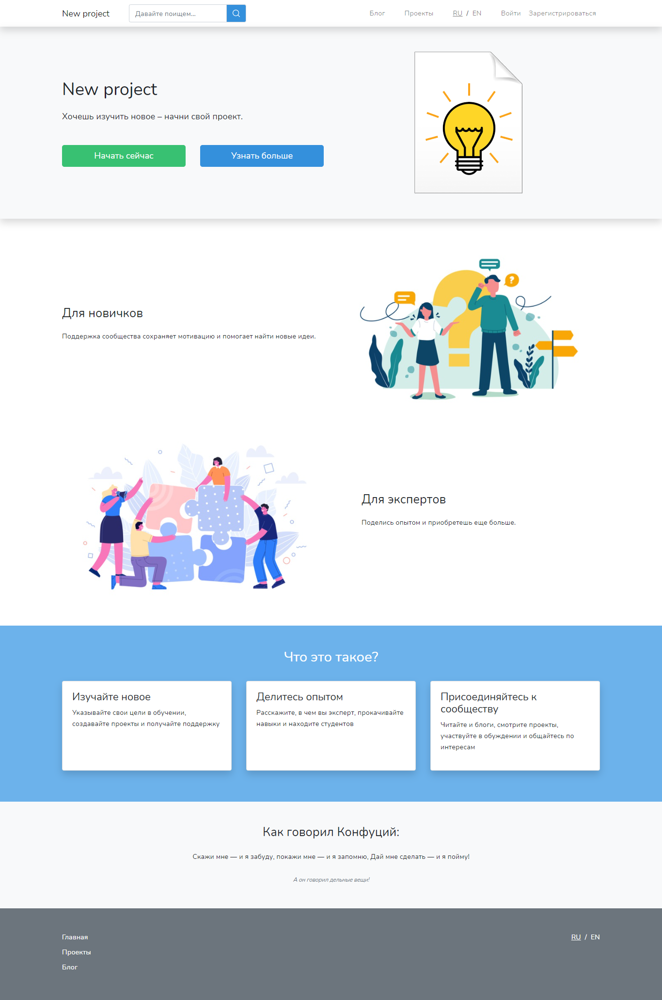 New project
Давайте поищем...
Блог
Проекты
RU / EN
Войти
Зарегистрироваться
New project
Хочешь изучить новое – начни свой проект.
Начать сейчас
Узнать больше
Для новичков
Поддержка сообщества сохраняет мотивацию и помогает найти новые идеи.
?
Для экспертов
Поделись опытом и приобретешь еще больше.
Что это такое?
Изучайте новое
Указывайте свои цели в обучении,
создавайте проекты и получайте поддержку
Делитесь опытом
Расскажите, в чем вы эксперт, прокачивайте
навыки и находите студентов
Присоединяйтесь к
сообществу
Читайте и блоги, смотрите проекты,
участвуйте в обуждении и общайтесь по
интересам
Как говорил Конфуций:
Скажи мне — и я забуду, покажи мне — и я запомню, Дай мне сделать — и я пойму!
А он говорил дельные вещи!
Главная
Проекты
Блог
RU / EN